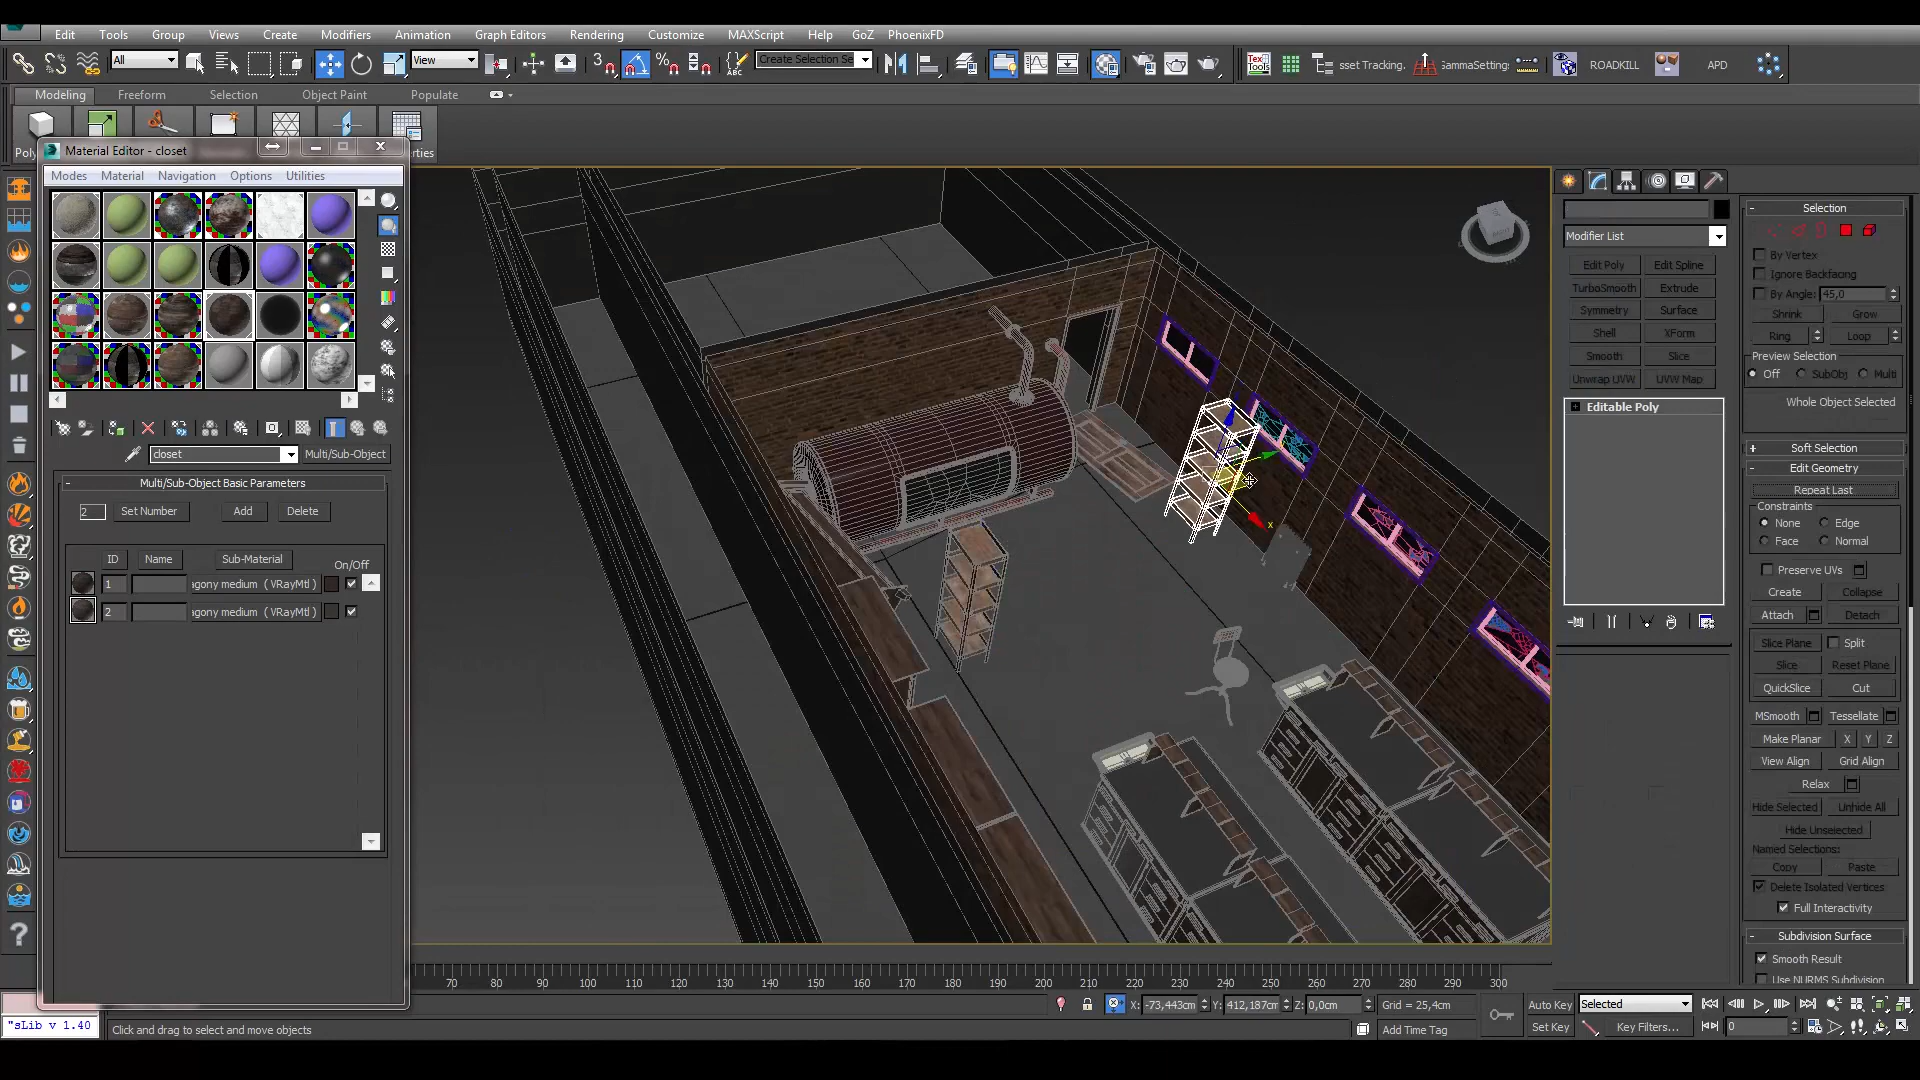 Edit Tools Group Views Create Modifiers Animation Graph Editors Rendering Customize MAXScript Help GoZ PhoenixFD
All View 3 Create Selection Se Tex Tools sset Tracking. GammaSetting: ROADKILL APD
Modeling Freeform Selection Object Paint Populate
Poly
rties
Material Editor - closet
Modes Material Navigation Options Utilities
closet Multi/Sub-Object
- Multi/Sub-Object Basic Parameters
2 Set Number Add Delete
ID Name Sub-Material On/Off
1 agony medium ( VRayMtl )
2 agony medium ( VRayMtl )
x
Modifier List
Edit Poly Edit Spline
TurboSmooth Extrude
Symmetry Surface
Shell XForm
Smooth Slice
Unwrap UVW UVW Map
Editable Poly
- Selection
By Vertex
Ignore Backfacing
By Angle: 45,0
Shrink Grow
Ring Loop
Preview Selection
Off SubObj Multi
Whole Object Selected
+ Soft Selection
- Edit Geometry
Repeat Last
Constraints
None Edge
Face Normal
Preserve UVs
Create Collapse
Attach Detach
Slice Plane Split
Slice Reset Plane
QuickSlice Cut
MSmooth Tessellate
Make Planar X Y Z
View Align Grid Align
Relax
Hide Selected Unhide All
Hide Unselected
Named Selections:
Copy Paste
Delete Isolated Vertices
Full Interactivity
- Subdivision Surface
Smooth Result
Use NURMS Subdivision
70 80 90 100 110 120 130 140 150 160 170 180 190 200 210 220 230 240 250 260 270 280 290 300
X: -73,443cm Y: 412,187cm Z: 0,0cm Grid = 25,4cm Auto Key Selected
"sLib v 1.40 Click and drag to select and move objects Add Time Tag Set Key Key Filters... 0